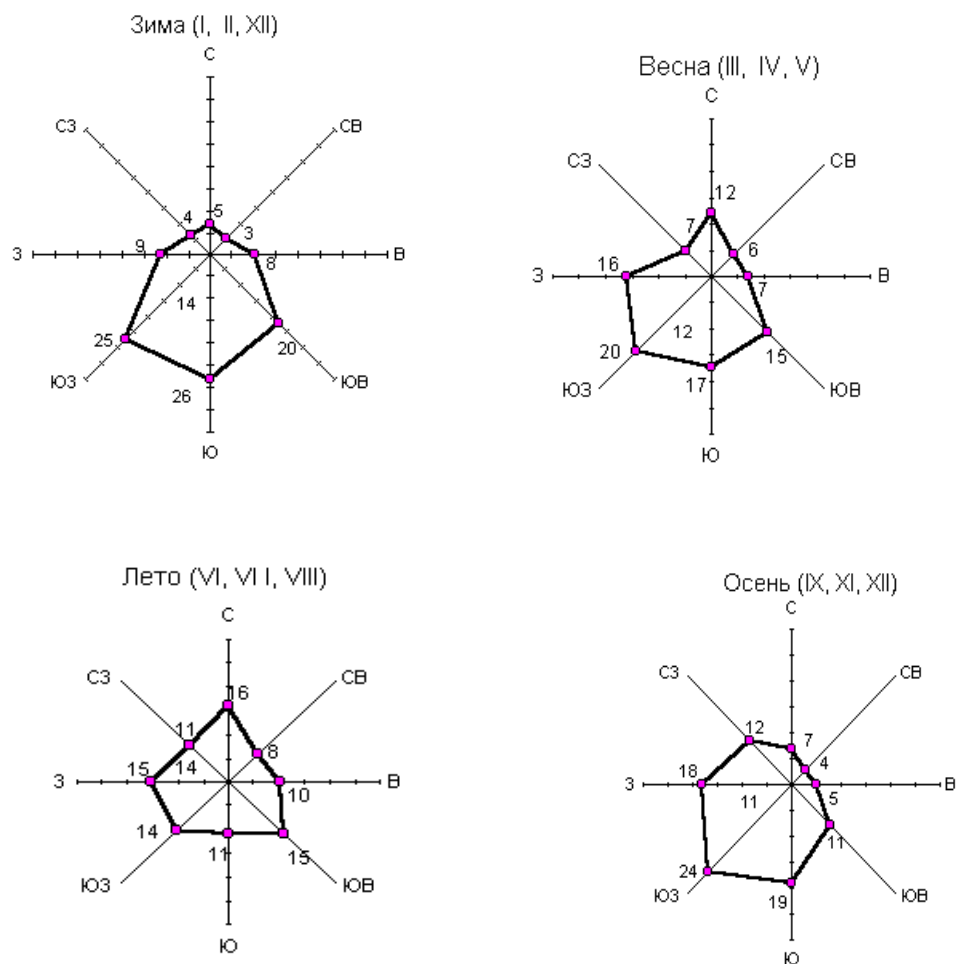 Зима (I, II, XII)
С
СЗ
СВ
5
4
3
З
9
8
В
14
25
20
ЮЗ
26
ЮВ
Ю
Весна (III, IV, V)
С
СЗ
СВ
12
7
6
З
16
7
В
12
20
15
ЮЗ
17
ЮВ
Ю
Лето (VI, VI I, VIII)
С
СЗ
СВ
16
11
8
14
З
15
10
В
14
11
15
ЮЗ
ЮВ
Ю
Осень (IX, XI, XII)
С
СЗ
СВ
12
7
4
З
18
5
В
11
11
24
19
ЮЗ
ЮВ
Ю